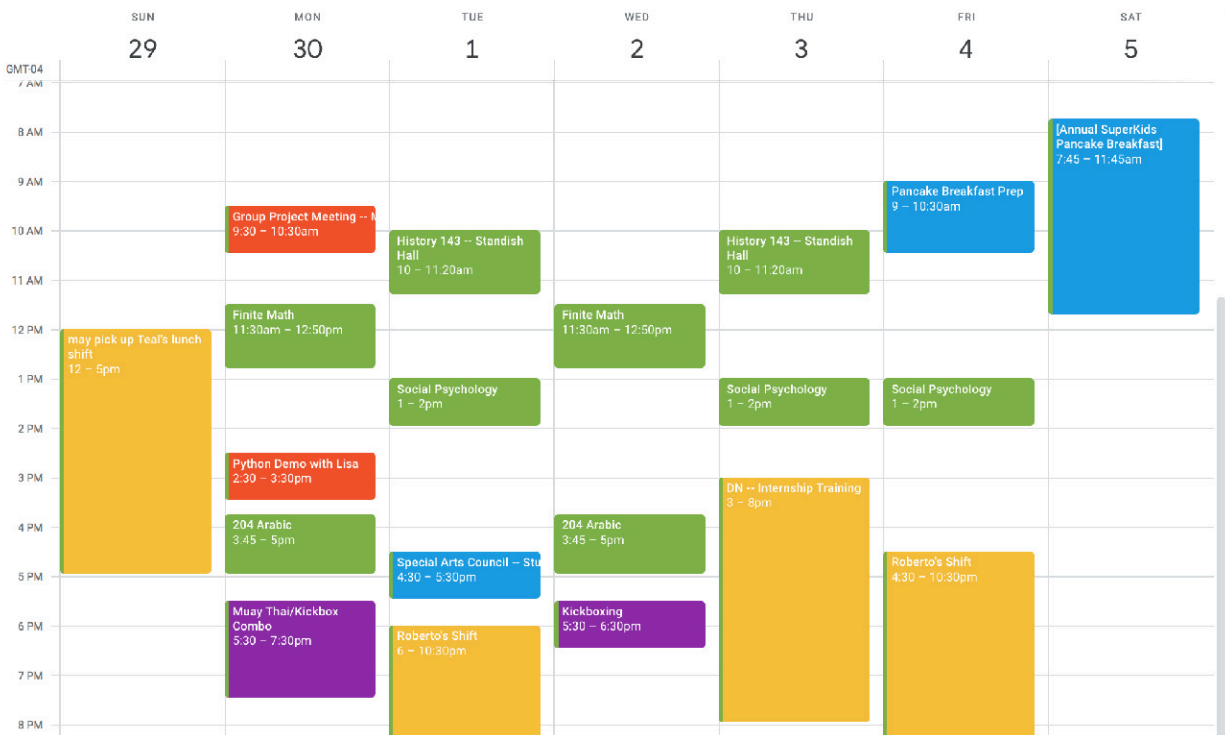 SUN
MON
TUE
WED
THU
FRI
SAT
29
30
1
2
3
4
5
GMT-04
7 AM
8 AM
9 AM
10 AM
11 AM
12 PM
1 PM
2 PM
3 PM
4 PM
5 PM
6 PM
7 PM
8 PM
may pick up Teal's lunch
shift
12 – 5pm
Group Project Meeting -- M
9:30 – 10:30am
Finite Math
11:30am – 12:50pm
Python Demo with Lisa
2:30 – 3:30pm
204 Arabic
3:45 – 5pm
Muay Thai/Kickbox
Combo
5:30 – 7:30pm
History 143 -- Standish
Hall
10 – 11:20am
Social Psychology
1 – 2pm
Special Arts Council -- Stu
4:30 – 5:30pm
Roberto's Shift
6 – 10:30pm
Finite Math
11:30am – 12:50pm
204 Arabic
3:45 – 5pm
Kickboxing
5:30 – 6:30pm
History 143 -- Standish
Hall
10 – 11:20am
Social Psychology
1 – 2pm
DN -- Internship Training
3 – 8pm
Pancake Breakfast Prep
9 – 10:30am
Social Psychology
1 – 2pm
Roberto's Shift
4:30 – 10:30pm
[Annual SuperKids
Pancake Breakfast]
7:45 – 11:45am